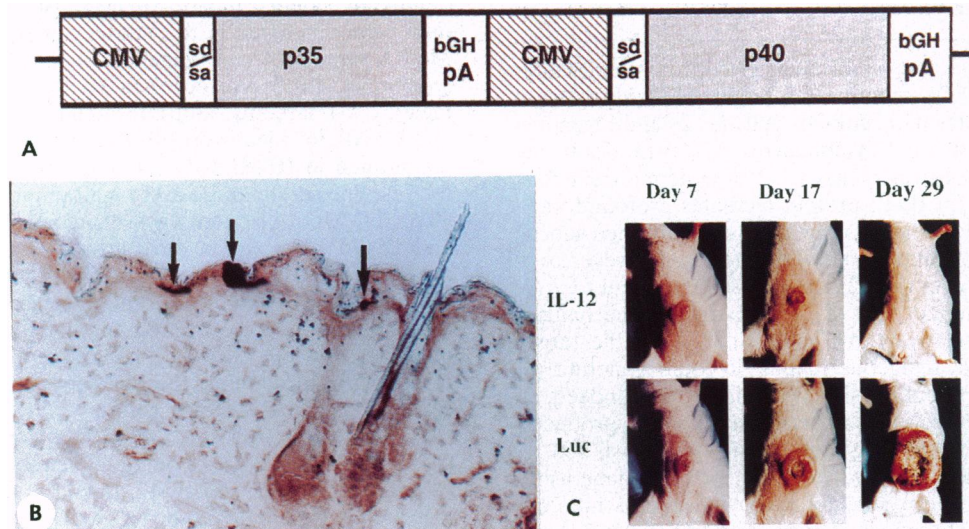 CMV sd/sa p35 bGH pA CMV sd/sa p40 bGH pA
A
B
Day 7 Day 17 Day 29
IL-12
Luc
C